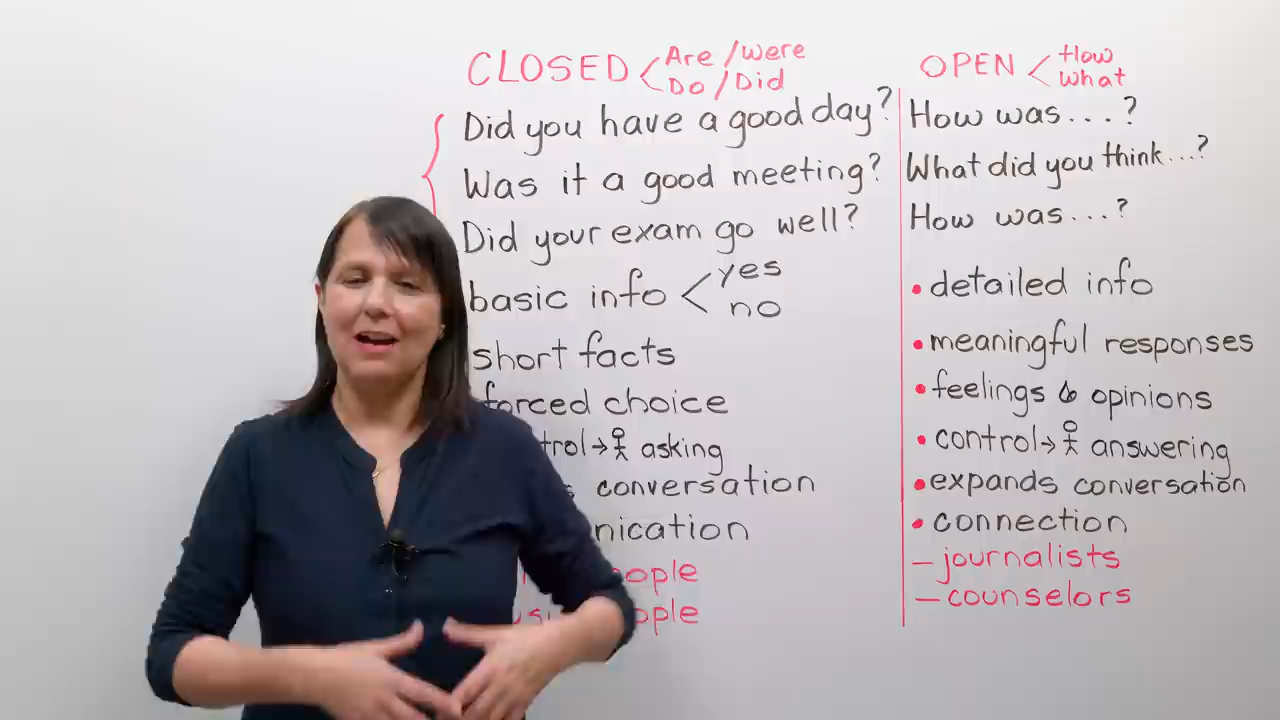 CLOSED < Are / Were
Do / Did
Did you have a good day?
Was it a good meeting?
Did your exam go well?
basic info < yes
no
short facts
forced choice
→ asking
conversation
OPEN < How
What
How was...?
What did you think...?
How was...?
• detailed info
• meaningful responses
• feelings & opinions
• control → answering
• expands conversation
• connection
– journalists
– counselors